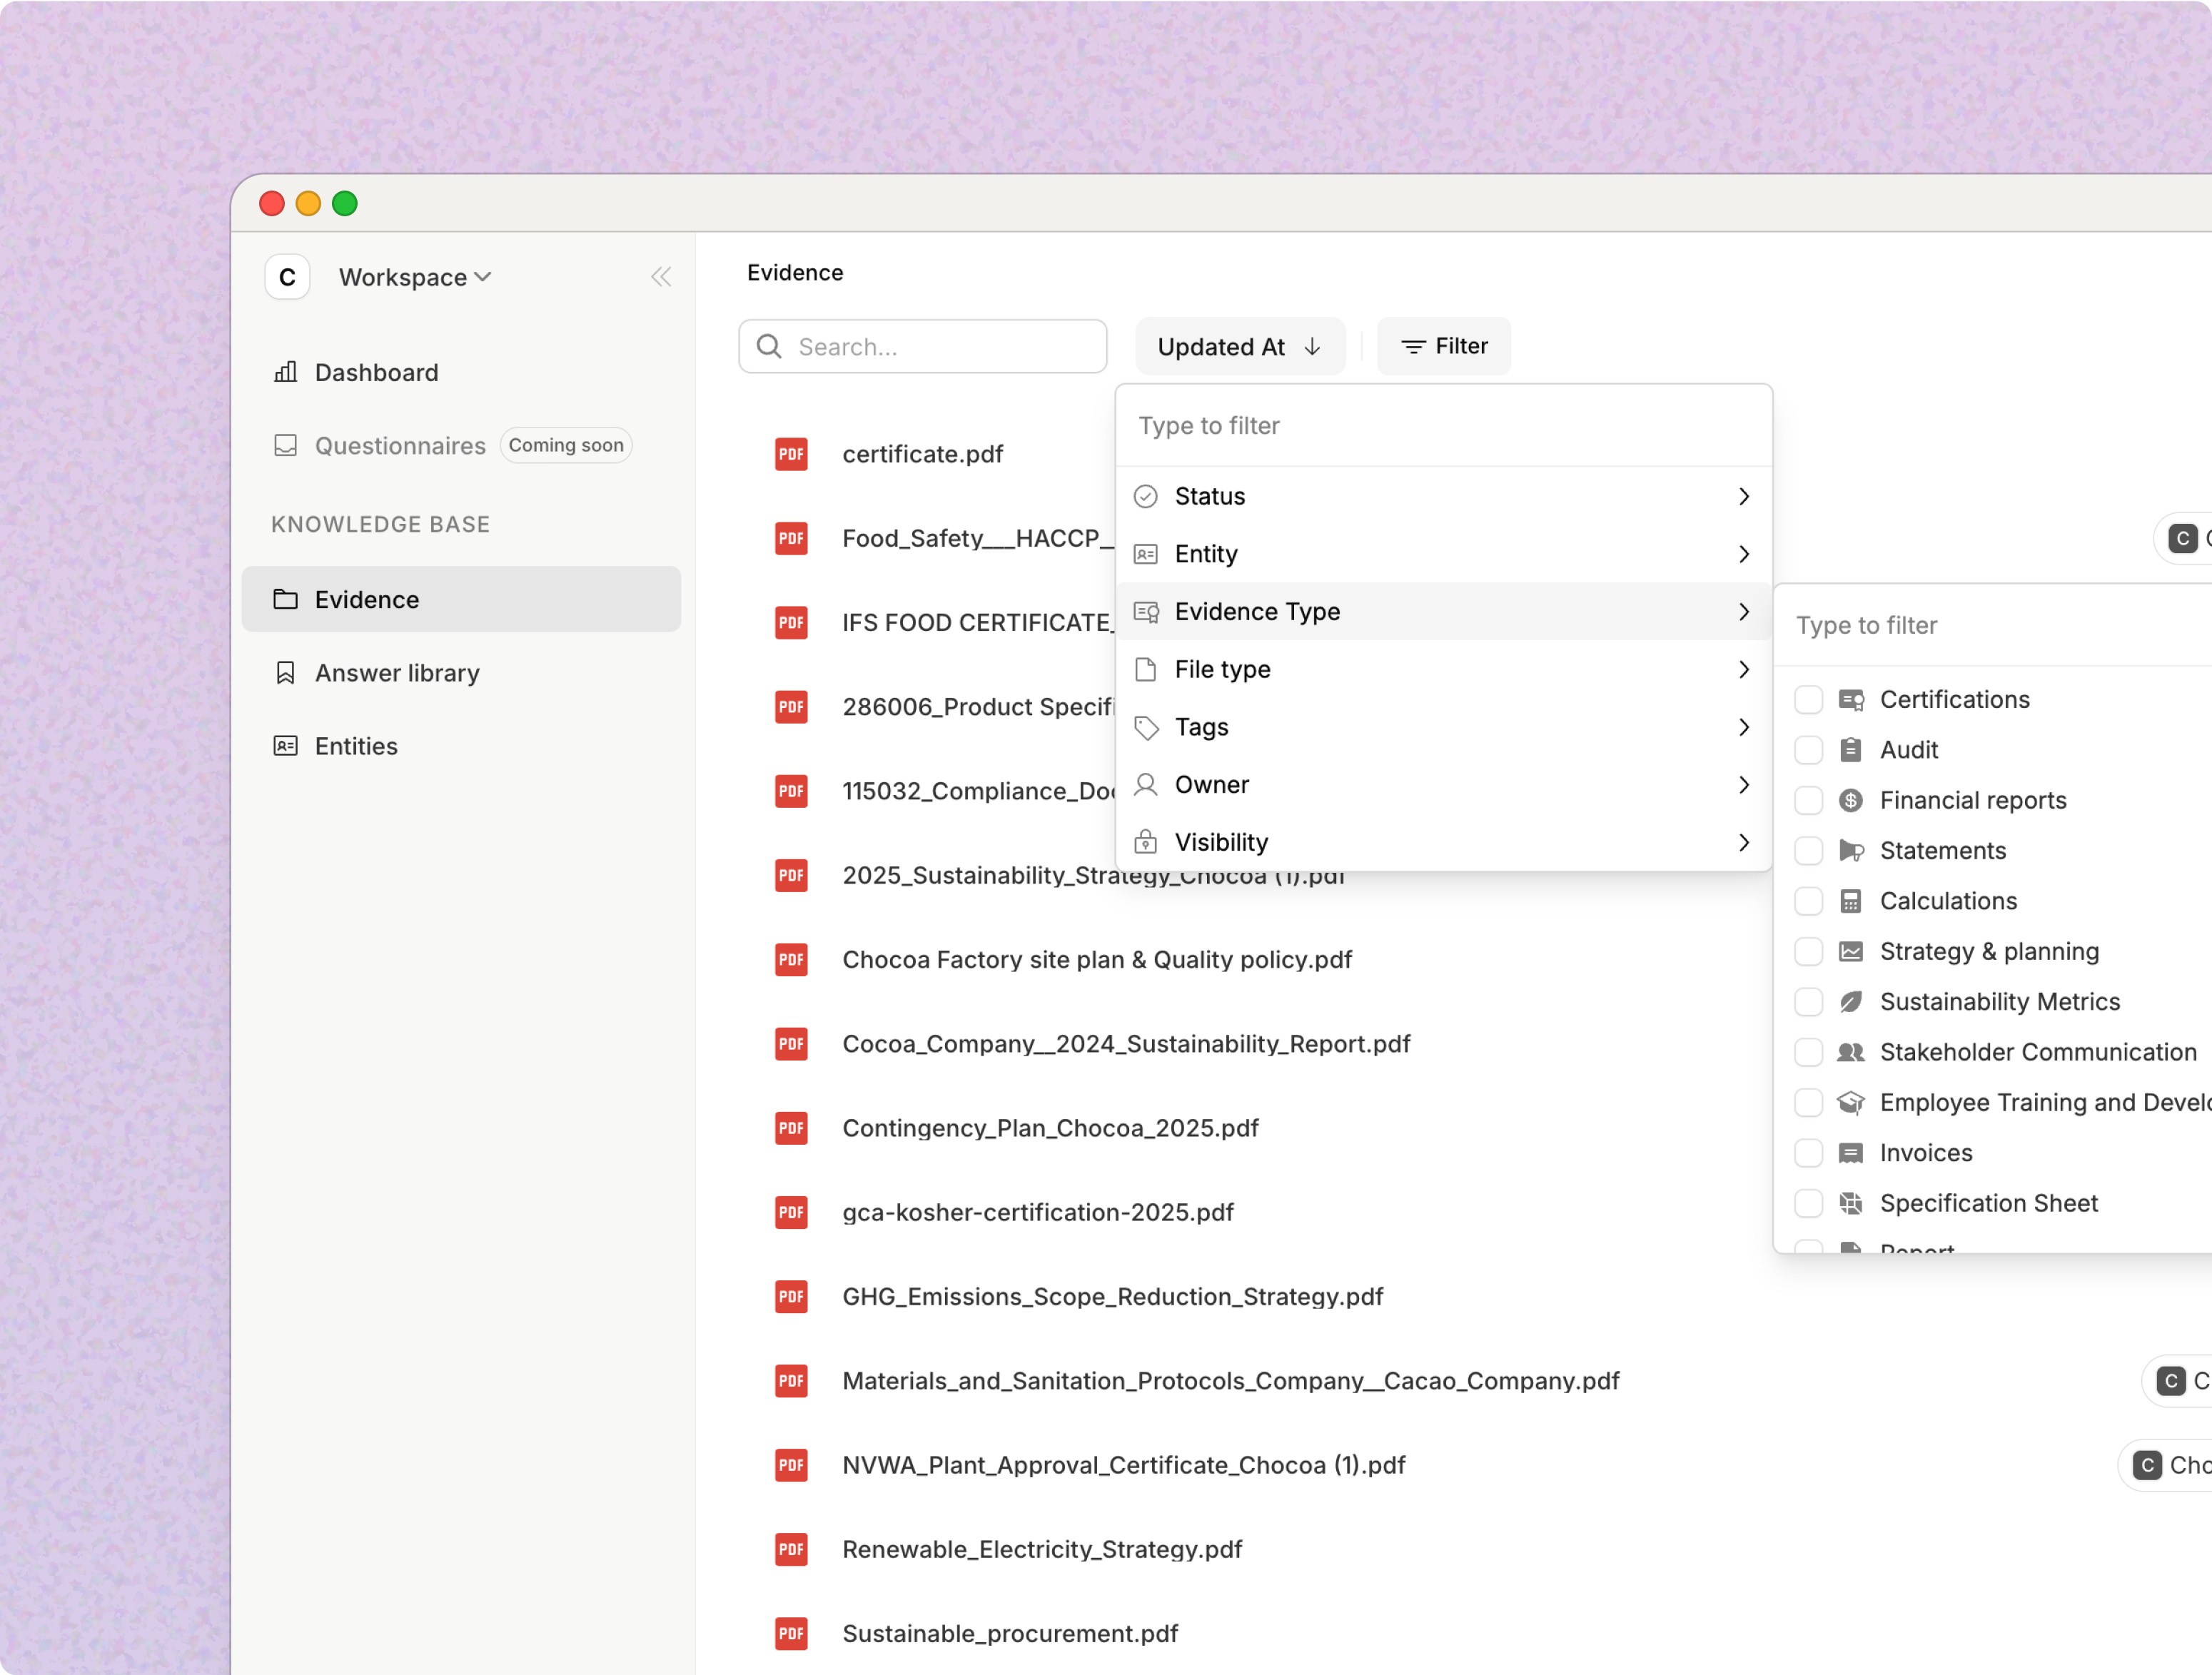 C Workspace
Dashboard
Questionnaires Coming soon
KNOWLEDGE BASE
Evidence
Answer library
Entities
Evidence
Search...
Updated At
Filter
PDF certificate.pdf
PDF Food_Safety___HACCP_
PDF IFS FOOD CERTIFICATE_
PDF 286006_Product Specifi
PDF 115032_Compliance_Doc
PDF 2025_Sustainability_Strategy_Chocoa (1).pdf
PDF Chocoa Factory site plan & Quality policy.pdf
PDF Cocoa_Company__2024_Sustainability_Report.pdf
PDF Contingency_Plan_Chocoa_2025.pdf
PDF gca-kosher-certification-2025.pdf
PDF GHG_Emissions_Scope_Reduction_Strategy.pdf
PDF Materials_and_Sanitation_Protocols_Company__Cacao_Company.pdf
C C
PDF NVWA_Plant_Approval_Certificate_Chocoa (1).pdf
C Cho
PDF Renewable_Electricity_Strategy.pdf
PDF Sustainable_procurement.pdf
Type to filter
Status
Entity
Evidence Type
File type
Tags
Owner
Visibility
C
Type to filter
Certifications
Audit
Financial reports
Statements
Calculations
Strategy & planning
Sustainability Metrics
Stakeholder Communication
Employee Training and Develo
Invoices
Specification Sheet
Report